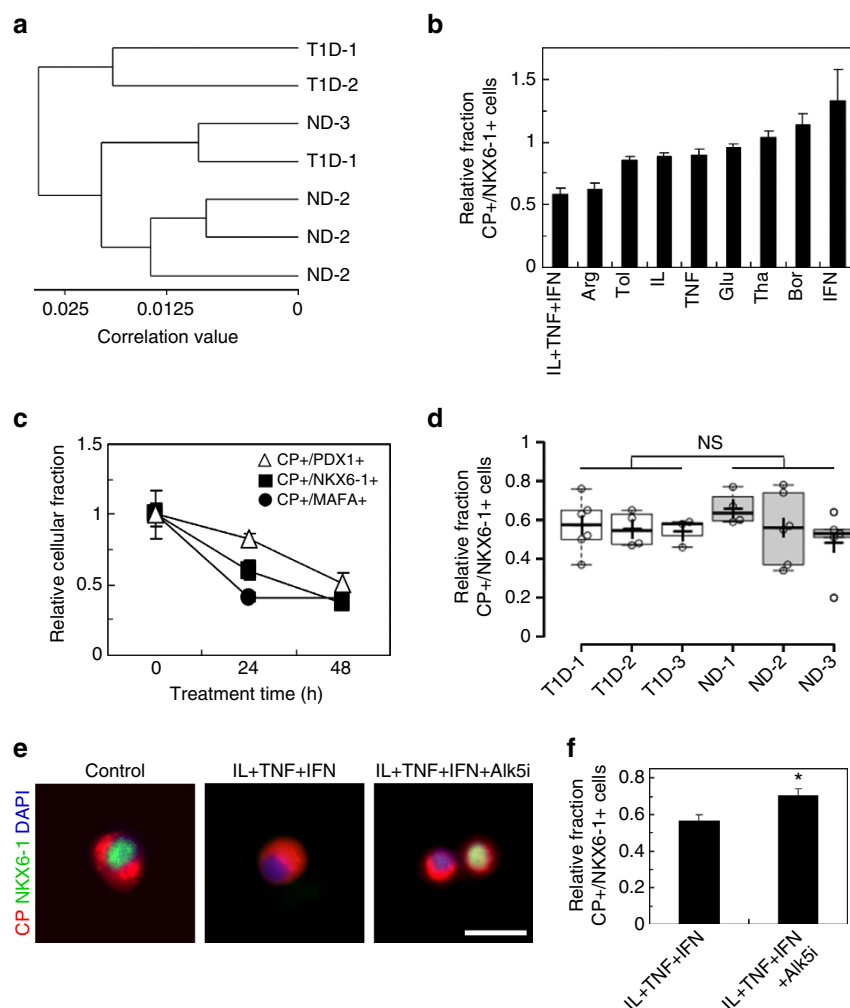 a
T1D-1
T1D-2
ND-3
T1D-1
ND-2
ND-2
ND-2
0.025
0.0125
0
Correlation value
b
Relative fraction
CP+/NKX6-1+ cells
1.5
1
0.5
0
IL+TNF+IFN
Arg
Tol
IL
TNF
Glu
Tha
Bor
IFN
c
Relative cellular fraction
1.5
1.0
0.5
0
CP+/PDX1+
CP+/NKX6-1+
CP+/MAFA+
0
24
48
Treatment time (h)
d
Relative fraction
CP+/NKX6-1+ cells
1
0.8
0.6
0.4
0.2
0
NS
T1D-1
T1D-2
T1D-3
ND-1
ND-2
ND-3
e
CP NKX6-1 DAPI
Control
IL+TNF+IFN
IL+TNF+IFN+Alk5i
f
Relative fraction
CP+/NKX6-1+ cells
0.8
0.6
0.4
0.2
0
*
IL+TNF+IFN
IL+TNF+IFN
+Alk5i